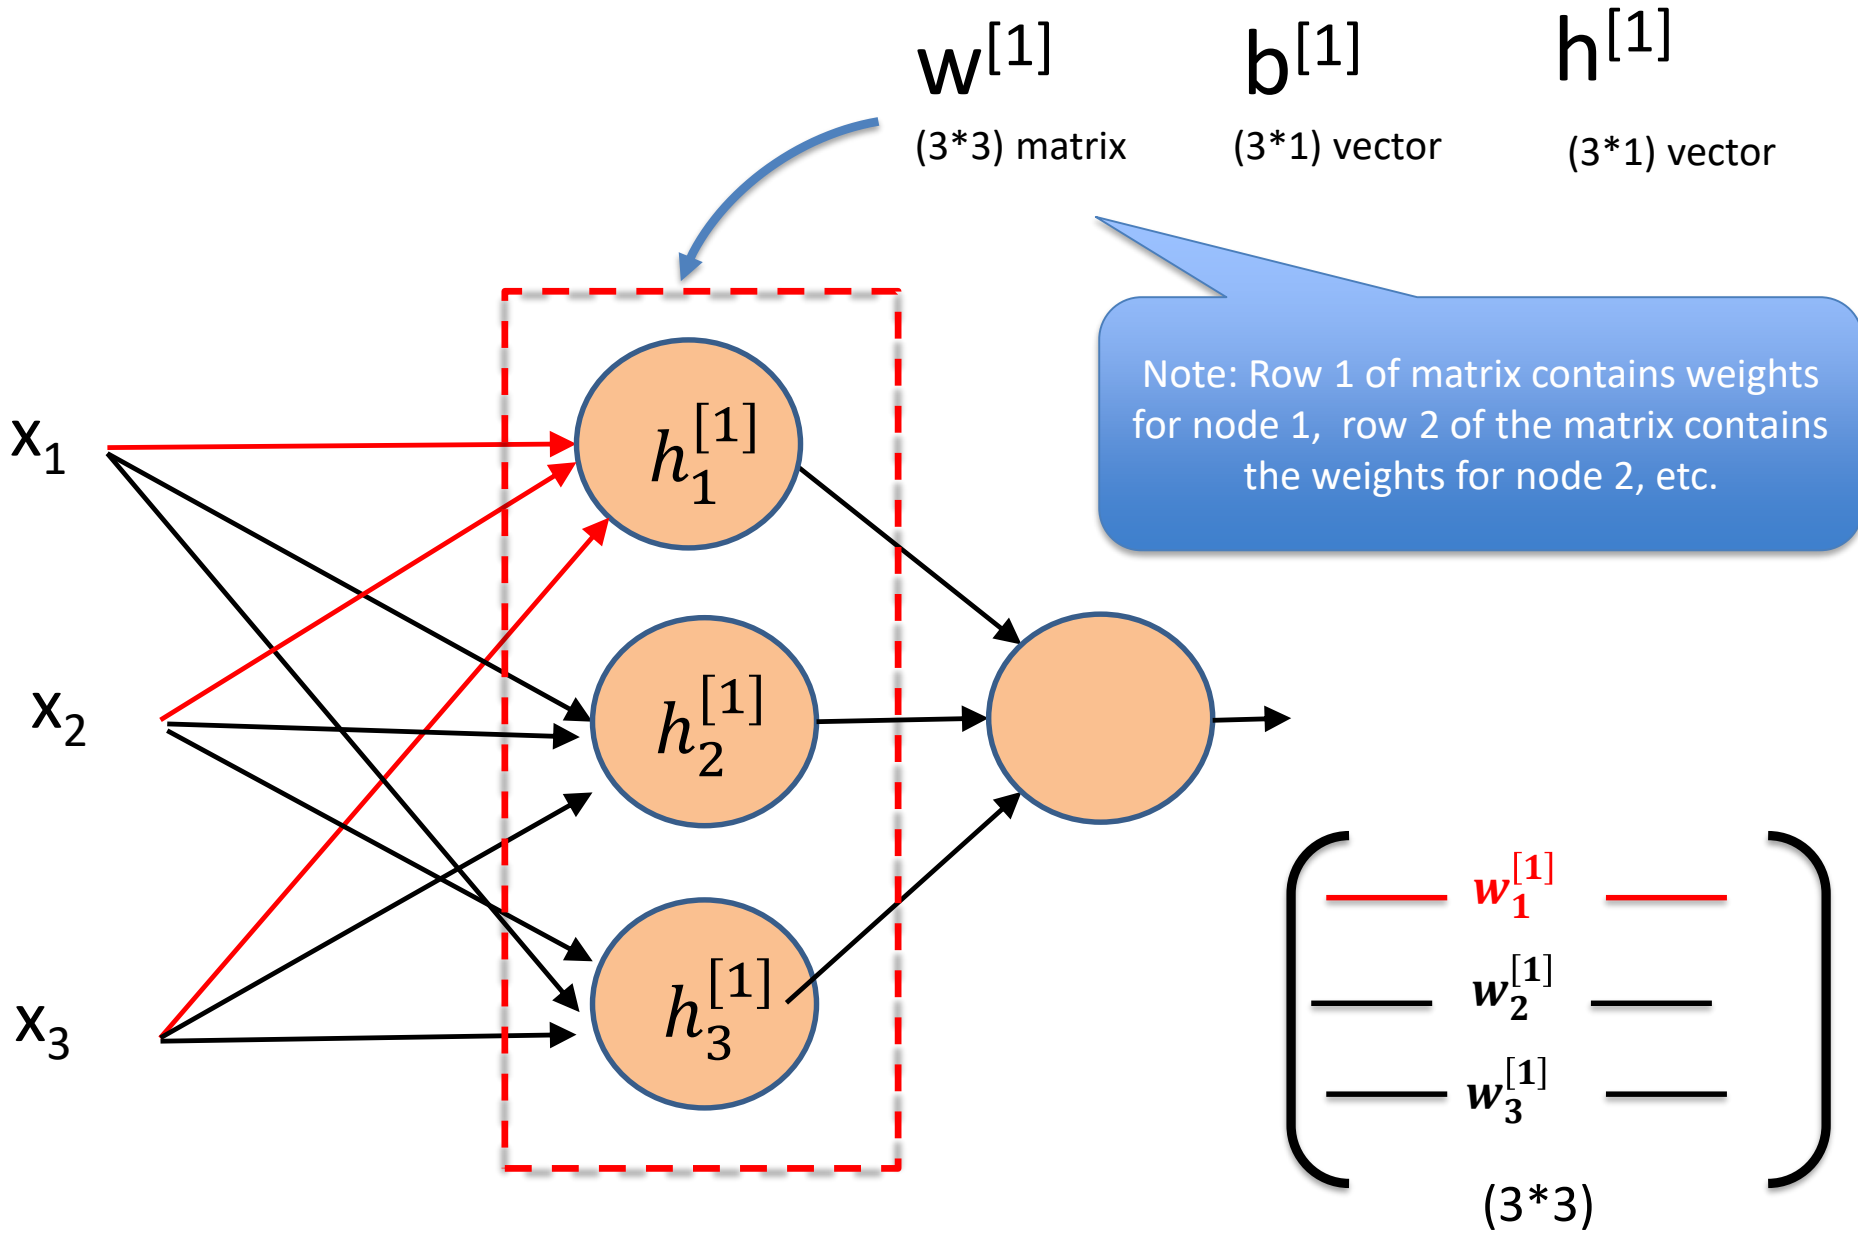 w[1] b[1] h[1]
(3*3) matrix (3*1) vector (3*1) vector
Note: Row 1 of matrix contains weights
for node 1, row 2 of the matrix contains
the weights for node 2, etc.
x1
h1[1]
x2
h2[1]
x3
h3[1]
w1[1]
w2[1]
w3[1]
(3*3)